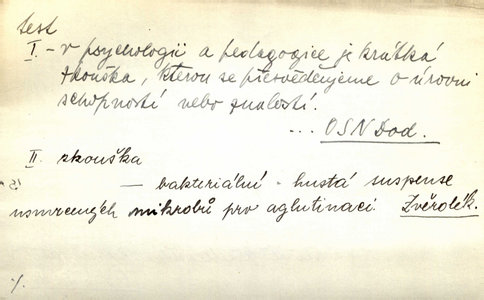 test
I. - v psychologii a pedagogice je krátká
zkouška, kterou se přesvědčujeme o úrovni
schopností nebo znalostí.
... OSN Dod.
II. zkouška
— bakteriální - hustá suspense
usmrcených mikrobů pro aglutinaci. Zvěrolék.
./.